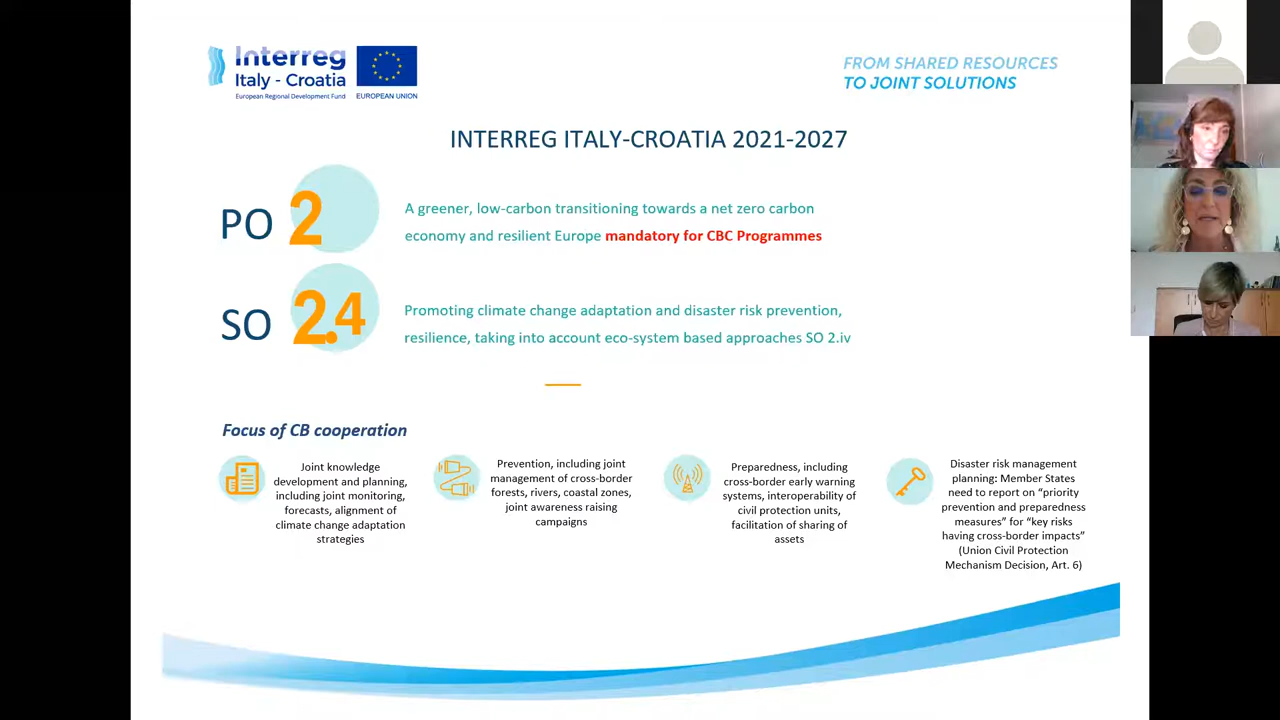 Interreg
Italy - Croatia
European Regional Development Fund
EUROPEAN UNION
FROM SHARED RESOURCES
TO JOINT SOLUTIONS
INTERREG ITALY-CROATIA 2021-2027
PO 2
A greener, low-carbon transitioning towards a net zero carbon
economy and resilient Europe mandatory for CBC Programmes
SO 2.4
Promoting climate change adaptation and disaster risk prevention,
resilience, taking into account eco-system based approaches SO 2.iv
Focus of CB cooperation
Joint knowledge
development and planning,
including joint monitoring,
forecasts, alignment of
climate change adaptation
strategies
Prevention, including joint
management of cross-border
forests, rivers, coastal zones,
joint awareness raising
campaigns
Preparedness, including
cross-border early warning
systems, interoperability of
civil protection units,
facilitation of sharing of
assets
Disaster risk management
planning: Member States
need to report on “priority
prevention and preparedness
measures” for “key risks
having cross-border impacts”
(Union Civil Protection
Mechanism Decision, Art. 6)